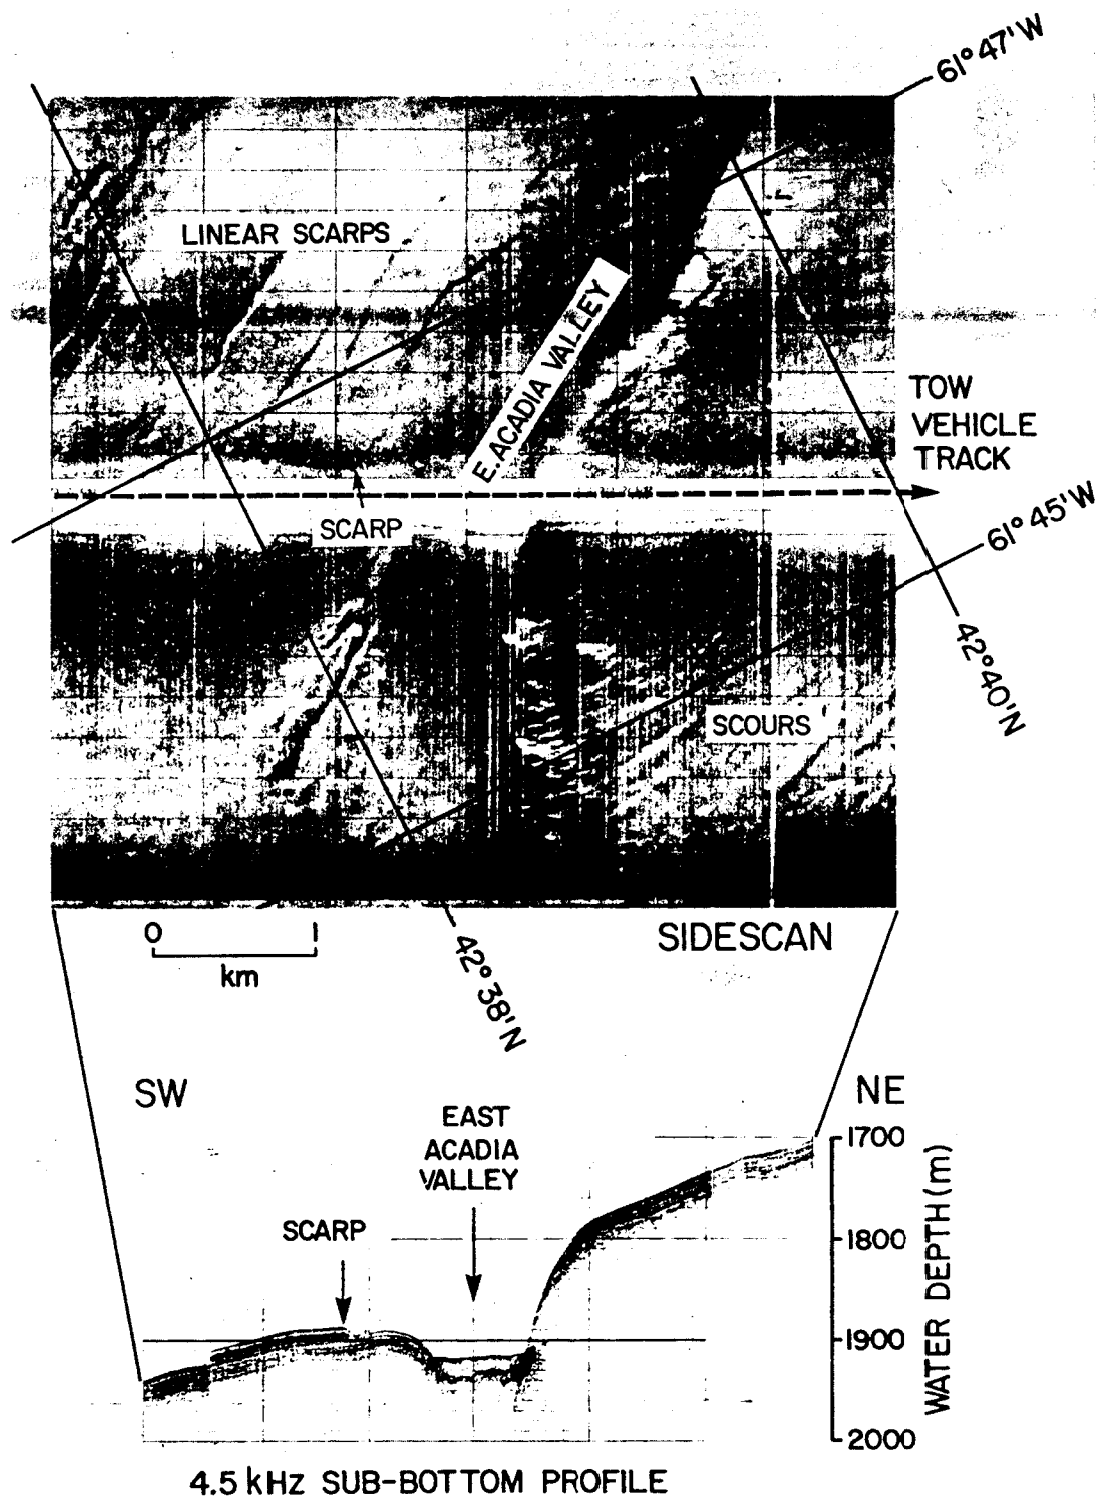 61°47'W
LINEAR SCARPS
E. ACADIA VALLEY
TOW
VEHICLE
TRACK
SCARP
61°45'W
42°40'N
SCOURS
0
1
km
SIDESCAN
42°38'N
SW
NE
EAST
ACADIA
VALLEY
SCARP
1700
1800
1900
2000
WATER DEPTH (m)
4.5 kHz SUB-BOTTOM PROFILE